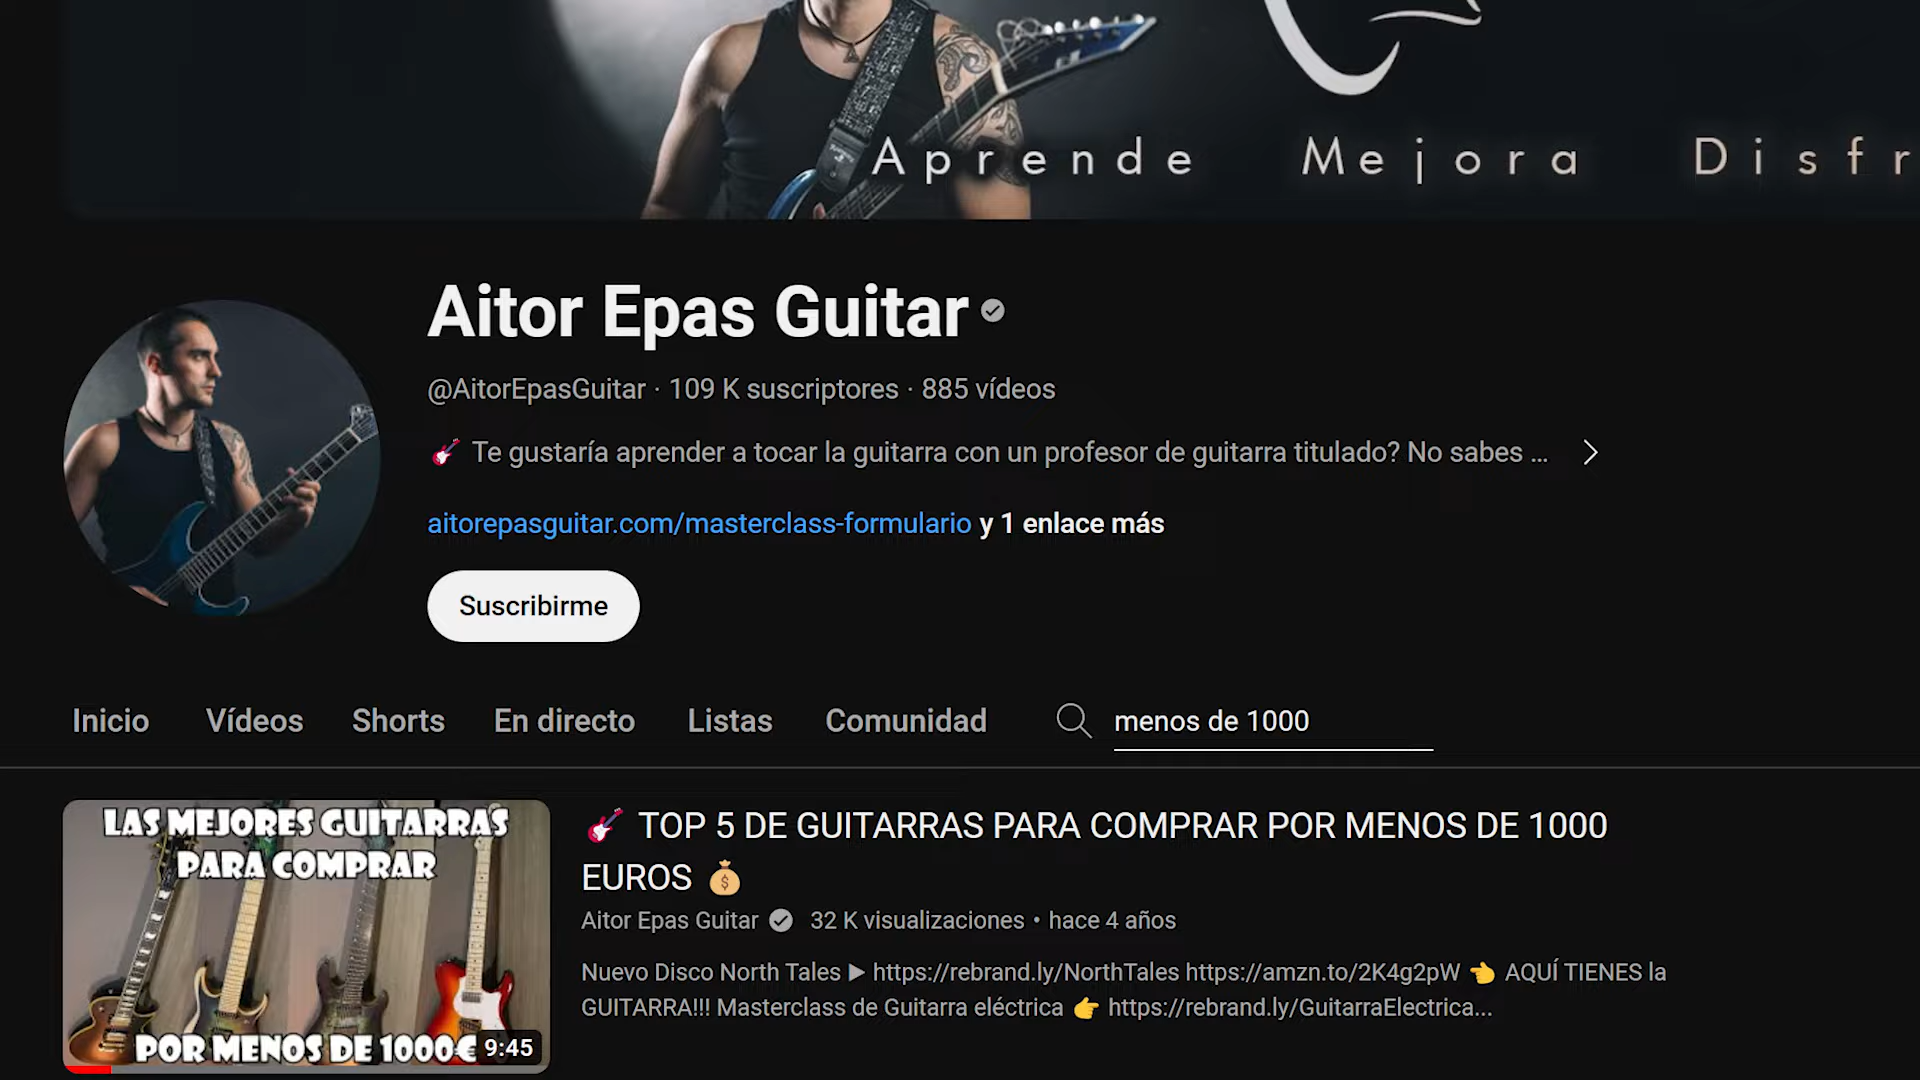 Aprende Mejora Disfr
Aitor Epas Guitar
@AitorEpasGuitar · 109 K suscriptores · 885 vídeos
🎸 Te gustaría aprender a tocar la guitarra con un profesor de guitarra titulado? No sabes ...
aitorepasguitar.com/masterclass-formulario y 1 enlace más
Suscribirme
Inicio Vídeos Shorts En directo Listas Comunidad menos de 1000
LAS MEJORES GUITARRAS
PARA COMPRAR
POR MENOS DE 1000€
9:45
🎸 TOP 5 DE GUITARRAS PARA COMPRAR POR MENOS DE 1000
EUROS 💰
Aitor Epas Guitar 32 K visualizaciones • hace 4 años
Nuevo Disco North Tales ▶ https://rebrand.ly/NorthTales https://amzn.to/2K4g2pW 👈 AQUÍ TIENES la
GUITARRA!!! Masterclass de Guitarra eléctrica 👉 https://rebrand.ly/GuitarraElectrica...